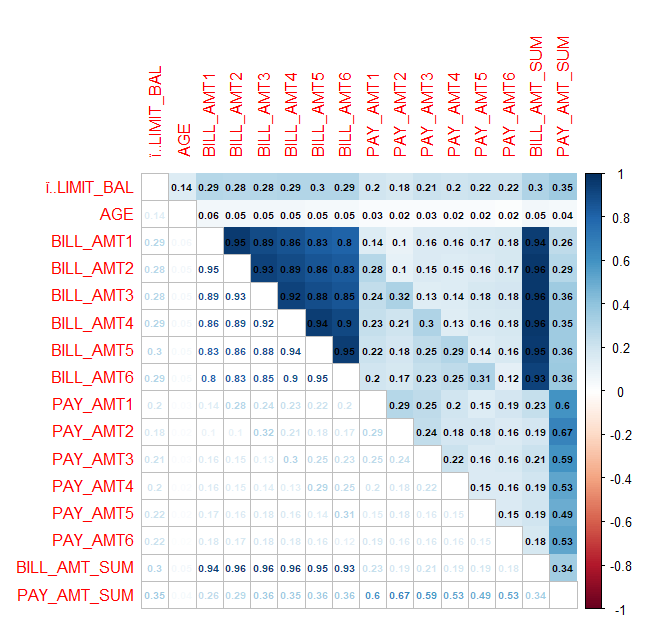 ï..LIMIT_BAL AGE BILL_AMT1 BILL_AMT2 BILL_AMT3 BILL_AMT4 BILL_AMT5 BILL_AMT6 PAY_AMT1 PAY_AMT2 PAY_AMT3 PAY_AMT4 PAY_AMT5 PAY_AMT6 BILL_AMT_SUM PAY_AMT_SUM
ï..LIMIT_BAL 0.14 0.29 0.28 0.28 0.29 0.3 0.29 0.2 0.18 0.21 0.2 0.22 0.22 0.3 0.35
AGE 0.14 0.06 0.05 0.05 0.05 0.05 0.05 0.03 0.02 0.03 0.02 0.02 0.02 0.05 0.04
BILL_AMT1 0.29 0.95 0.89 0.86 0.83 0.8 0.14 0.1 0.16 0.16 0.17 0.18 0.94 0.26
BILL_AMT2 0.28 0.95 0.93 0.89 0.86 0.83 0.28 0.1 0.15 0.15 0.16 0.17 0.96 0.29
BILL_AMT3 0.28 0.89 0.93 0.92 0.88 0.85 0.24 0.32 0.13 0.14 0.18 0.18 0.96 0.36
BILL_AMT4 0.29 0.86 0.89 0.92 0.94 0.9 0.23 0.21 0.3 0.13 0.16 0.18 0.96 0.35
BILL_AMT5 0.3 0.83 0.86 0.88 0.94 0.95 0.22 0.18 0.25 0.29 0.14 0.16 0.95 0.36
BILL_AMT6 0.29 0.8 0.83 0.85 0.9 0.95 0.2 0.17 0.23 0.25 0.31 0.12 0.93 0.36
PAY_AMT1 0.2 0.14 0.28 0.24 0.23 0.22 0.2 0.29 0.25 0.2 0.15 0.19 0.23 0.6
PAY_AMT2 0.18 0.1 0.1 0.32 0.21 0.18 0.17 0.29 0.24 0.18 0.18 0.16 0.19 0.67
PAY_AMT3 0.21 0.16 0.15 0.13 0.3 0.25 0.23 0.25 0.24 0.22 0.16 0.16 0.21 0.59
PAY_AMT4 0.2 0.16 0.15 0.14 0.13 0.29 0.25 0.2 0.18 0.22 0.15 0.16 0.19 0.53
PAY_AMT5 0.22 0.17 0.16 0.18 0.16 0.14 0.31 0.15 0.18 0.16 0.15 0.15 0.19 0.49
PAY_AMT6 0.22 0.18 0.17 0.18 0.18 0.16 0.12 0.19 0.16 0.16 0.16 0.15 0.18 0.53
BILL_AMT_SUM 0.3 0.94 0.96 0.96 0.96 0.95 0.93 0.23 0.19 0.21 0.19 0.19 0.18 0.34
PAY_AMT_SUM 0.35 0.26 0.29 0.36 0.35 0.36 0.36 0.6 0.67 0.59 0.53 0.49 0.53 0.34
1
0.8
0.6
0.4
0.2
0
-0.2
-0.4
-0.6
-0.8
-1